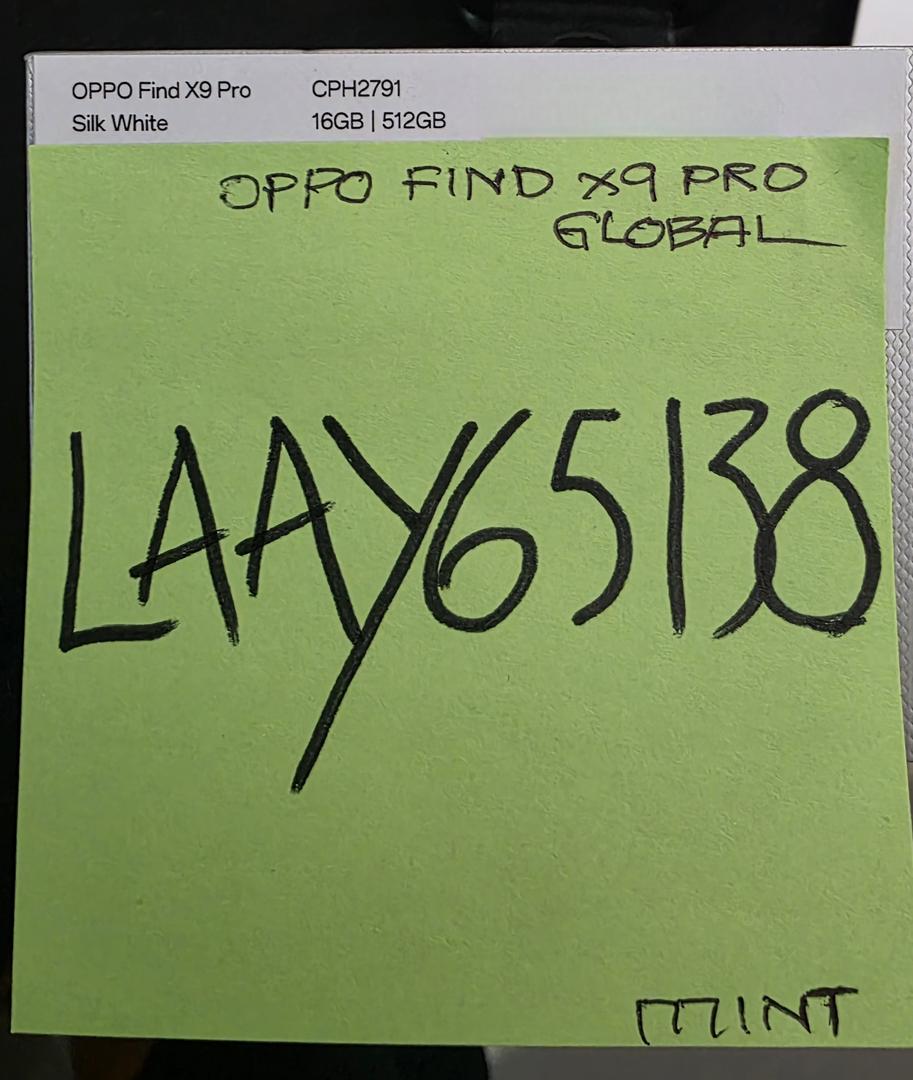 OPPO Find X9 Pro CPH2791
Silk White 16GB | 512GB
OPPO FIND X9 PRO
GLOBAL
LAAY65138
MINT